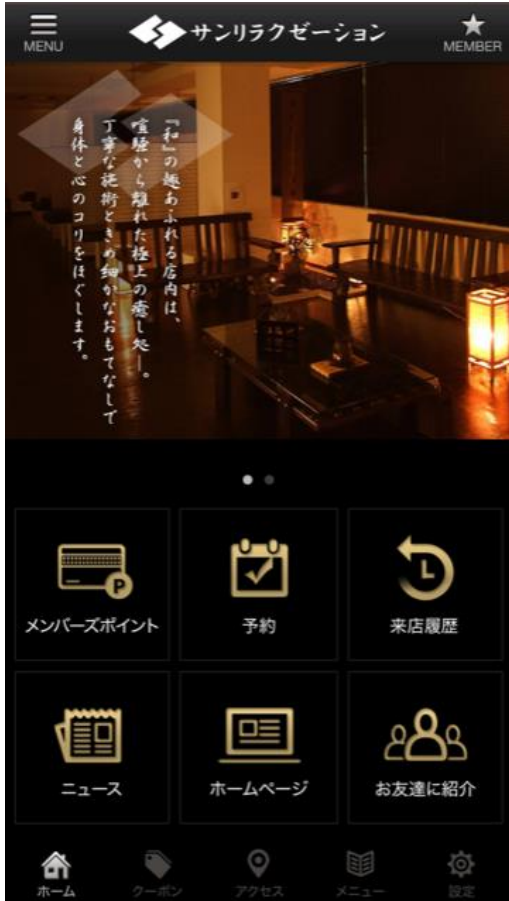 MENU
サンリラクゼーション
MEMBER
『和』の趣あふれる店内は、
喧騒から離れた極上の癒し処―。
丁寧な施術ときめ細かなおもてなしで
身体と心のコリをほぐします。
P
メンバーズポイント
予約
来店履歴
ニュース
ホームページ
お友達に紹介
ホーム
クーポン
アクセス
メニュー
設定